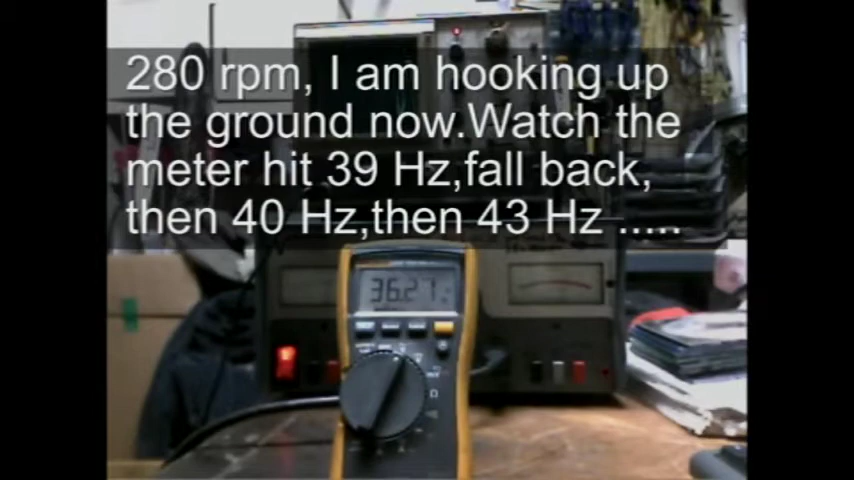 280 rpm, I am hooking up
the ground now.Watch the
meter hit 39 Hz,fall back,
then 40 Hz,then 43 Hz .....
36.27